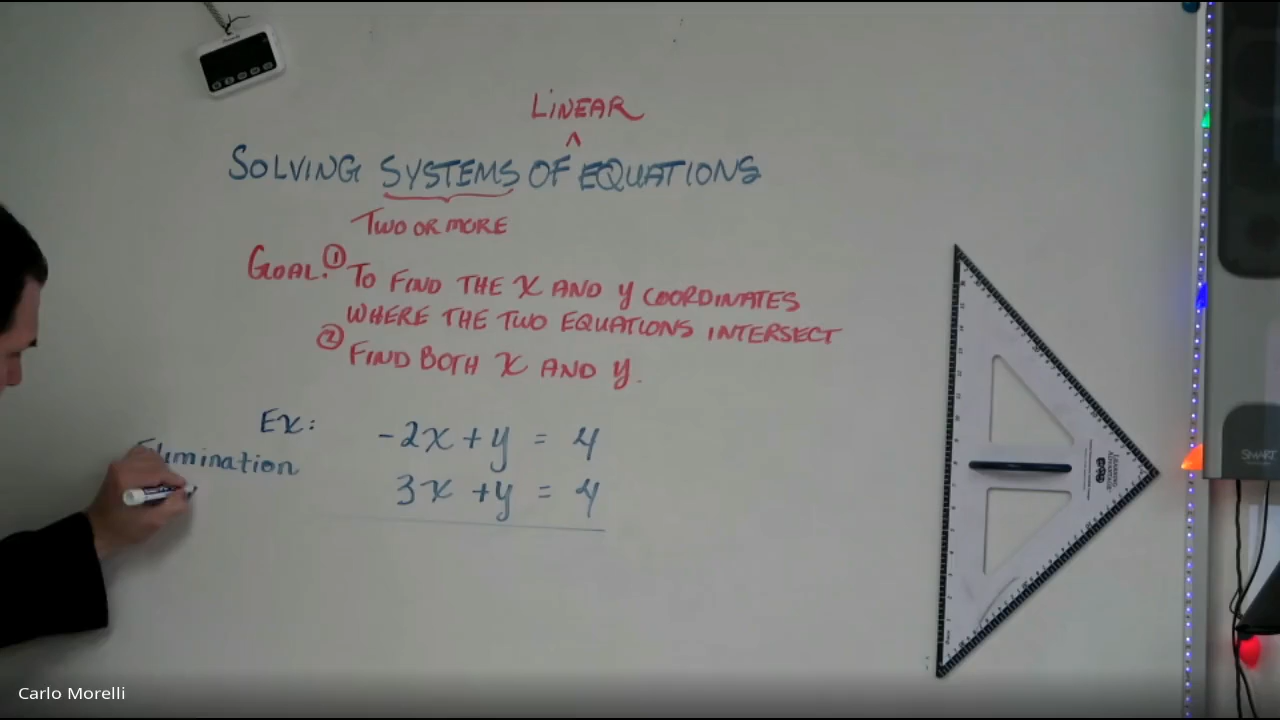 LINEAR
^
SOLVING SYSTEMS OF EQUATIONS
TWO OR MORE
GOAL: ① TO FIND THE X AND Y COORDINATES
WHERE THE TWO EQUATIONS INTERSECT
② FIND BOTH X AND Y.
Ex:
Elimination
-2x + y = 4
3x + y = 4
SMART
Carlo Morelli